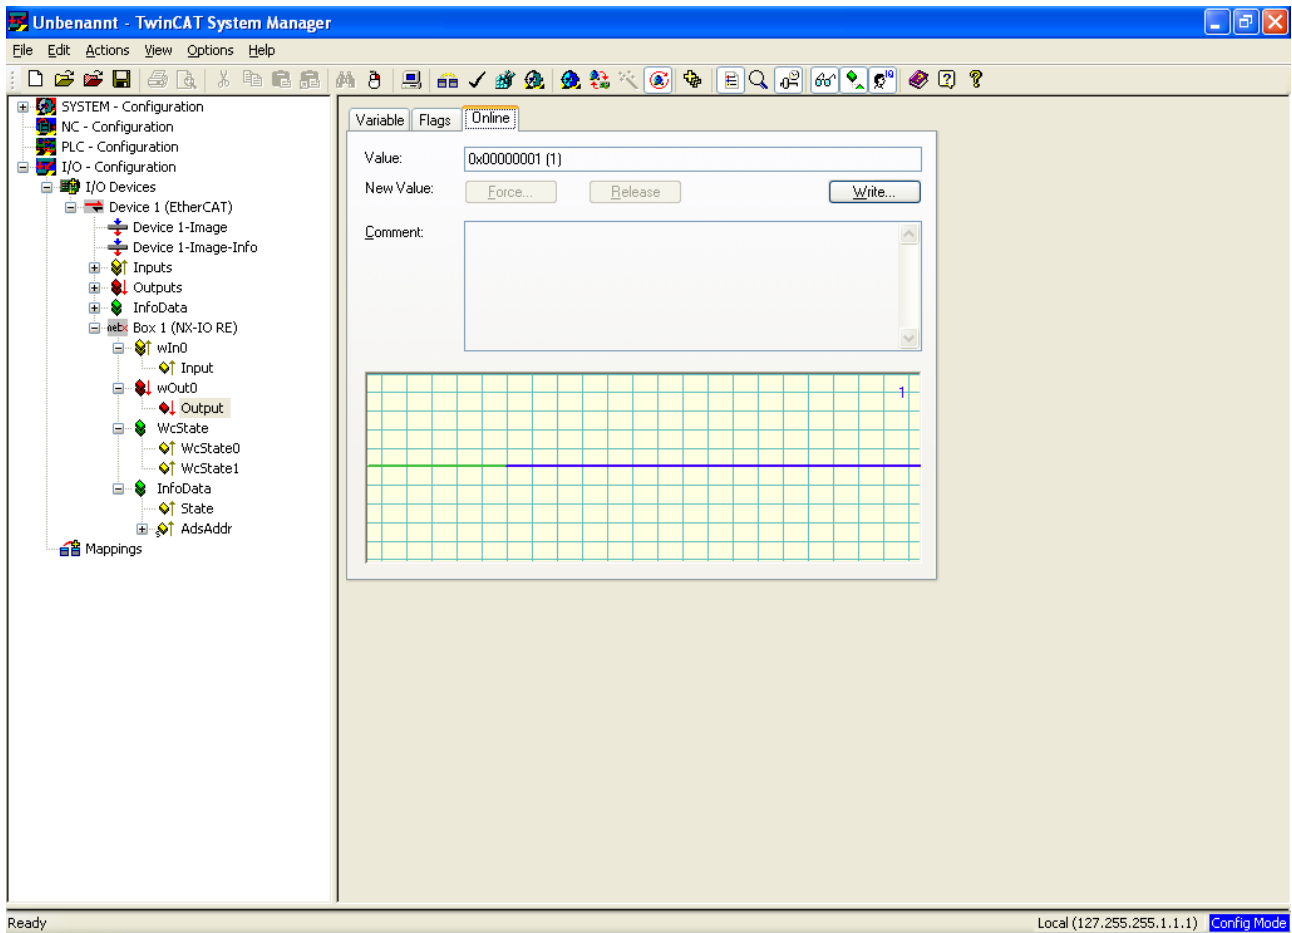 Unbenannt - TwinCAT System Manager
File Edit Actions View Options Help
SYSTEM - Configuration
NC - Configuration
PLC - Configuration
I/O - Configuration
I/O Devices
Device 1 (EtherCAT)
Device 1-Image
Device 1-Image-Info
Inputs
Outputs
InfoData
Box 1 (NX-IO RE)
wIn0
Input
wOut0
Output
WcState
WcState0
WcState1
InfoData
State
AdsAddr
Mappings
Variable Flags Online
Value: 0x00000001 (1)
New Value: Force... Release Write...
Comment:
1
Ready Local (127.255.255.1.1.1) Config Mode